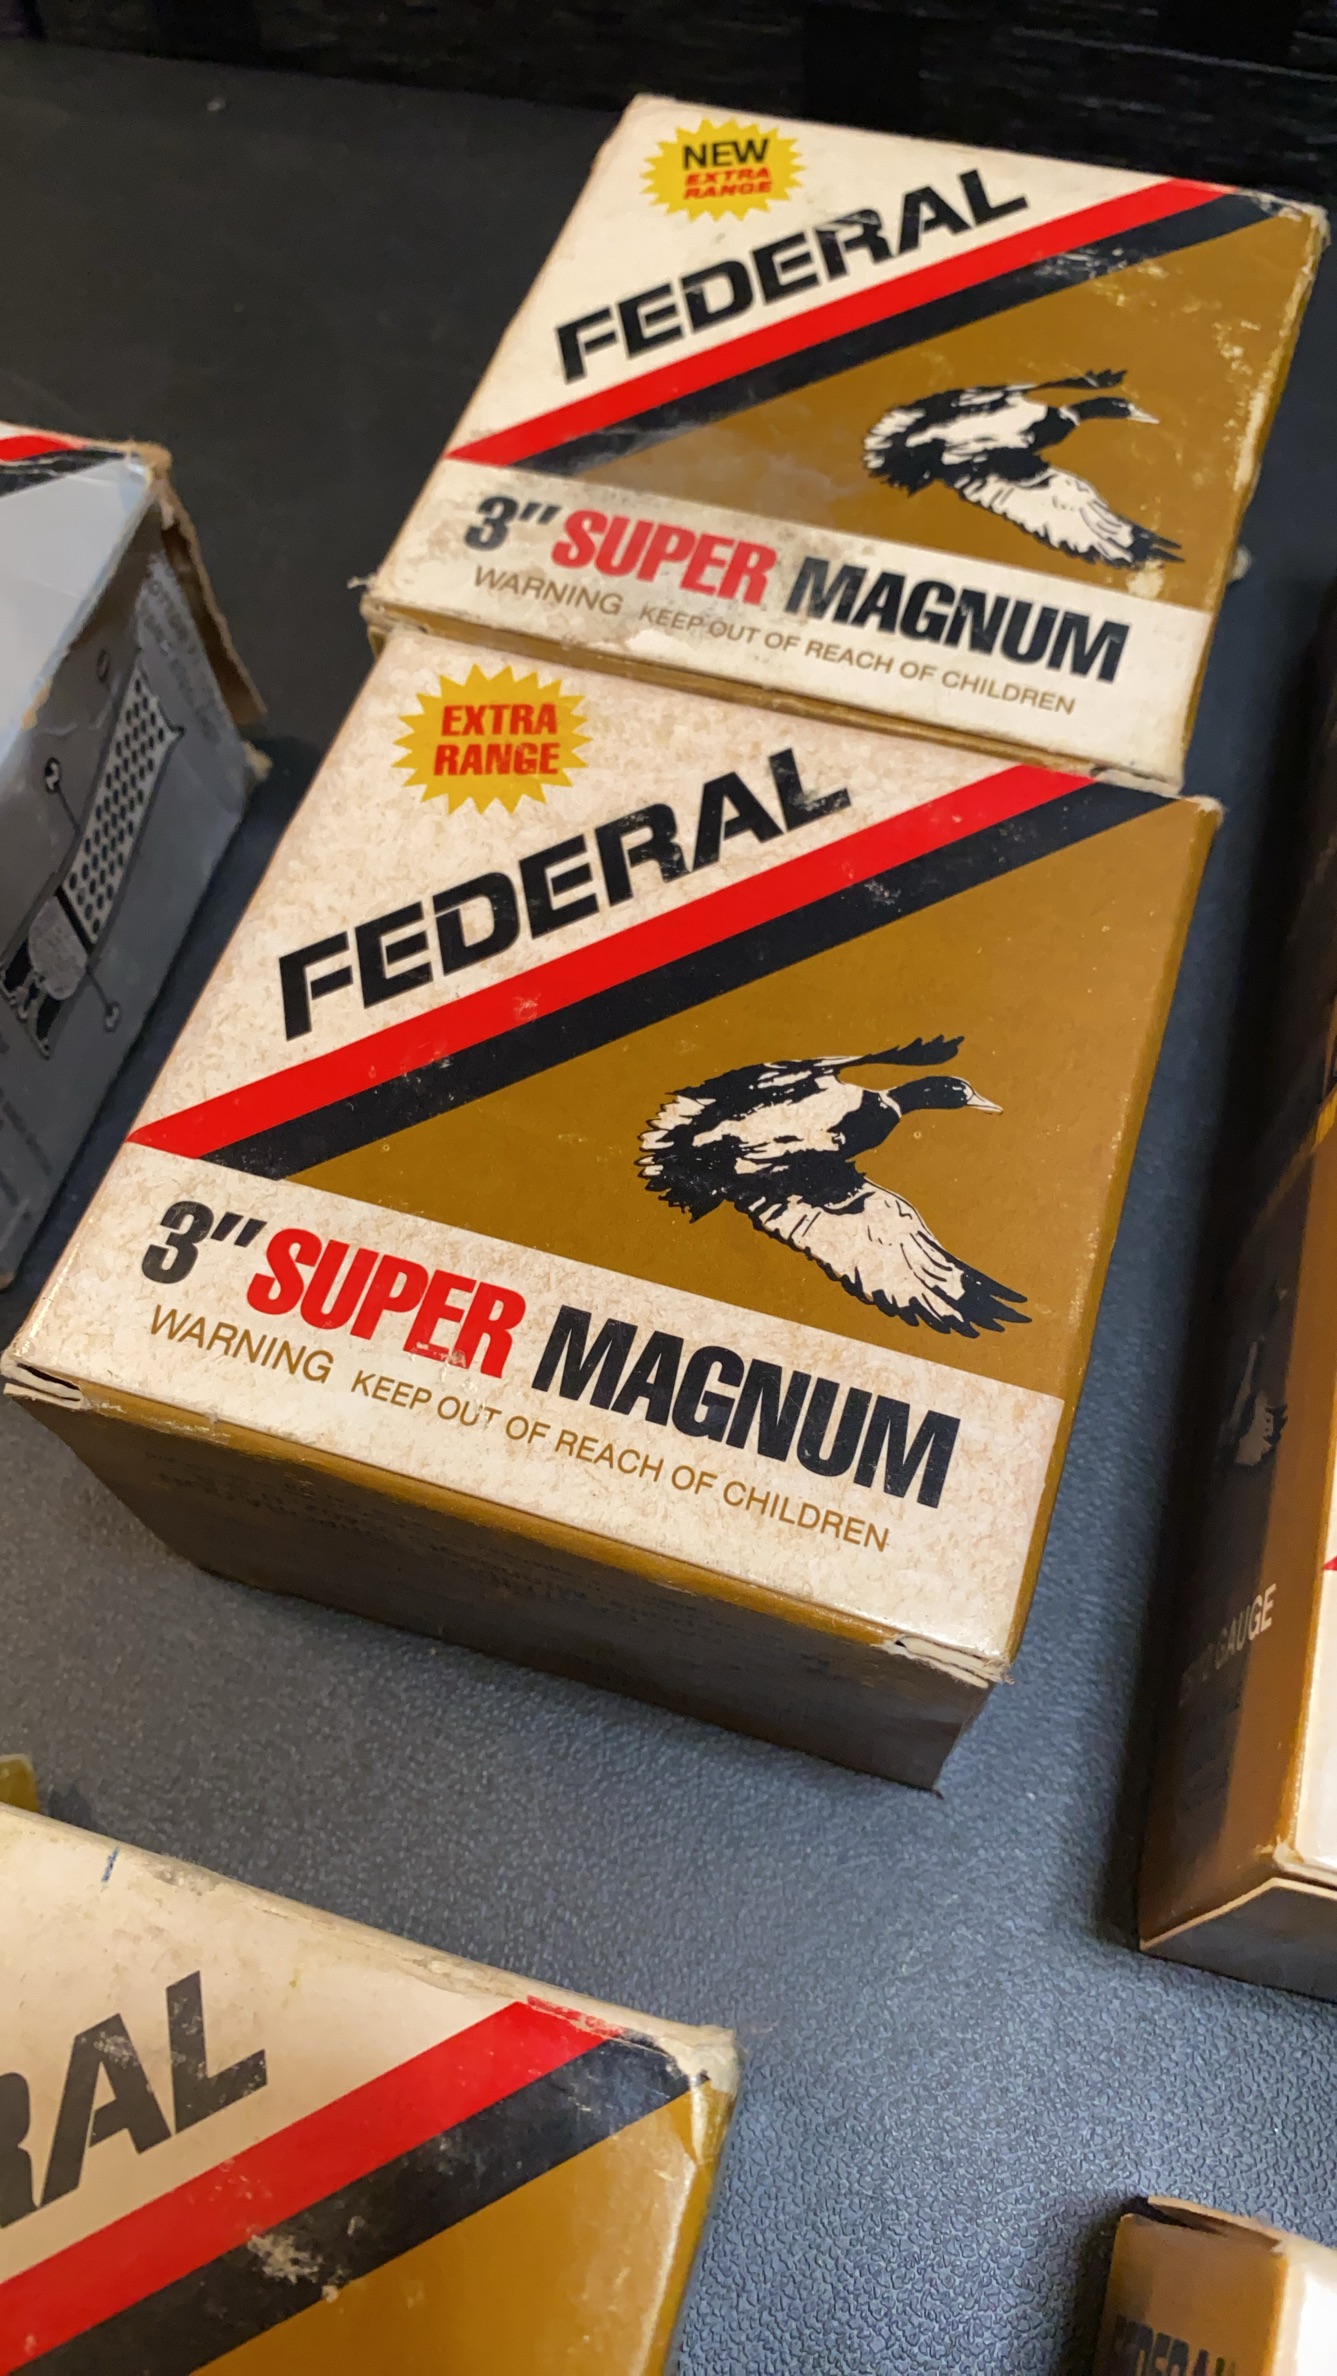 NEW
EXTRA
RANGE
FEDERAL
3" SUPER MAGNUM
WARNING KEEP OUT OF REACH OF CHILDREN
EXTRA
RANGE
FEDERAL
3" SUPER MAGNUM
WARNING KEEP OUT OF REACH OF CHILDREN
GAUGE
RAL